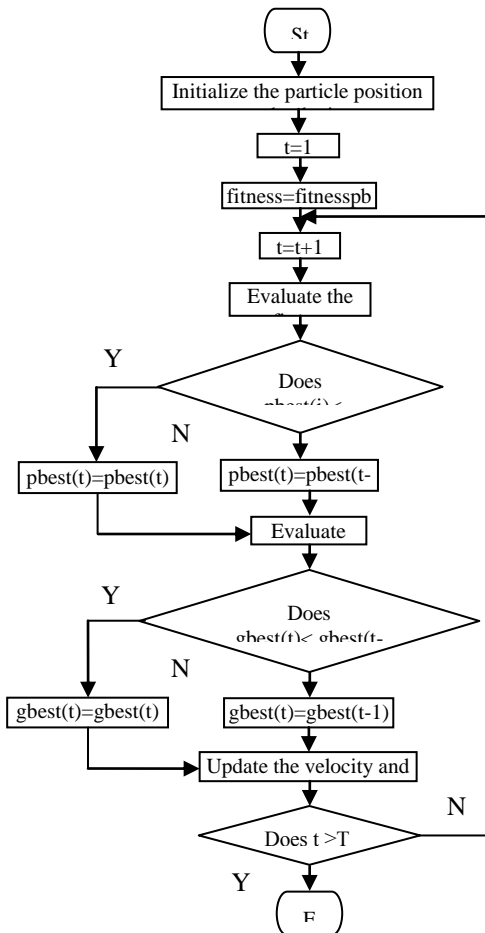 St
Initialize the particle position
t=1
fitness=fitnesspb
t=t+1
Evaluate the
Y
Does
pbest(i)<
N
pbest(t)=pbest(t)
pbest(t)=pbest(t-
Evaluate
Y
Does
gbest(t)< gbest(t-
N
gbest(t)=gbest(t)
gbest(t)=gbest(t-1)
Update the velocity and
N
Does t >T
Y
E